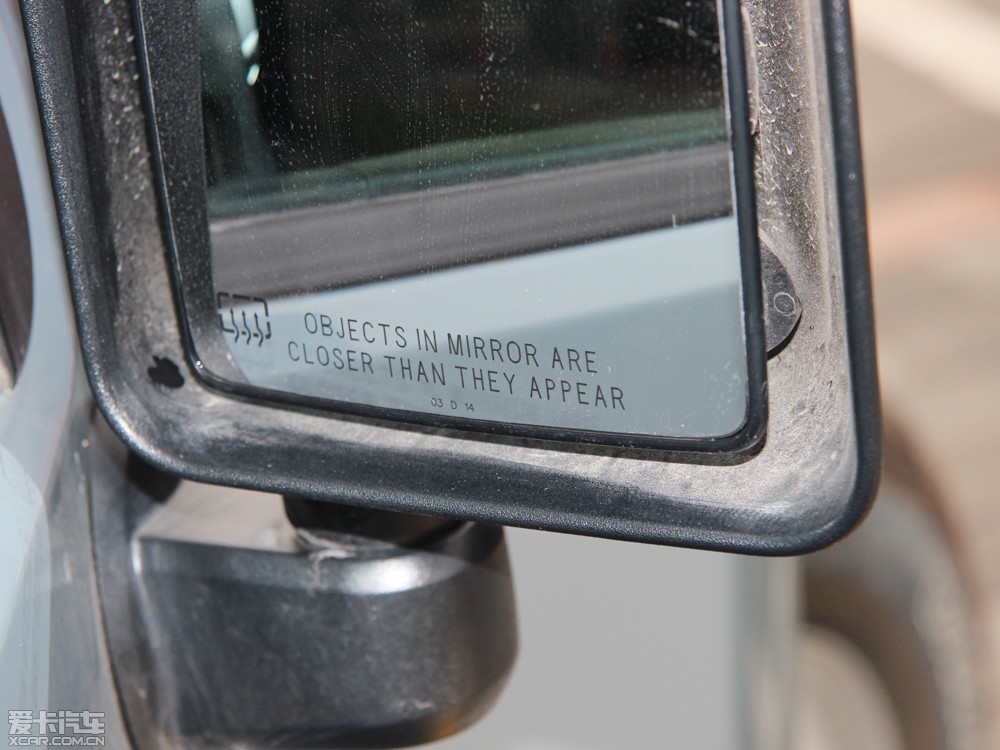 OBJECTS IN MIRROR ARE
CLOSER THAN THEY APPEAR
03 D 14
爱卡汽车
XCAR.COM.CN